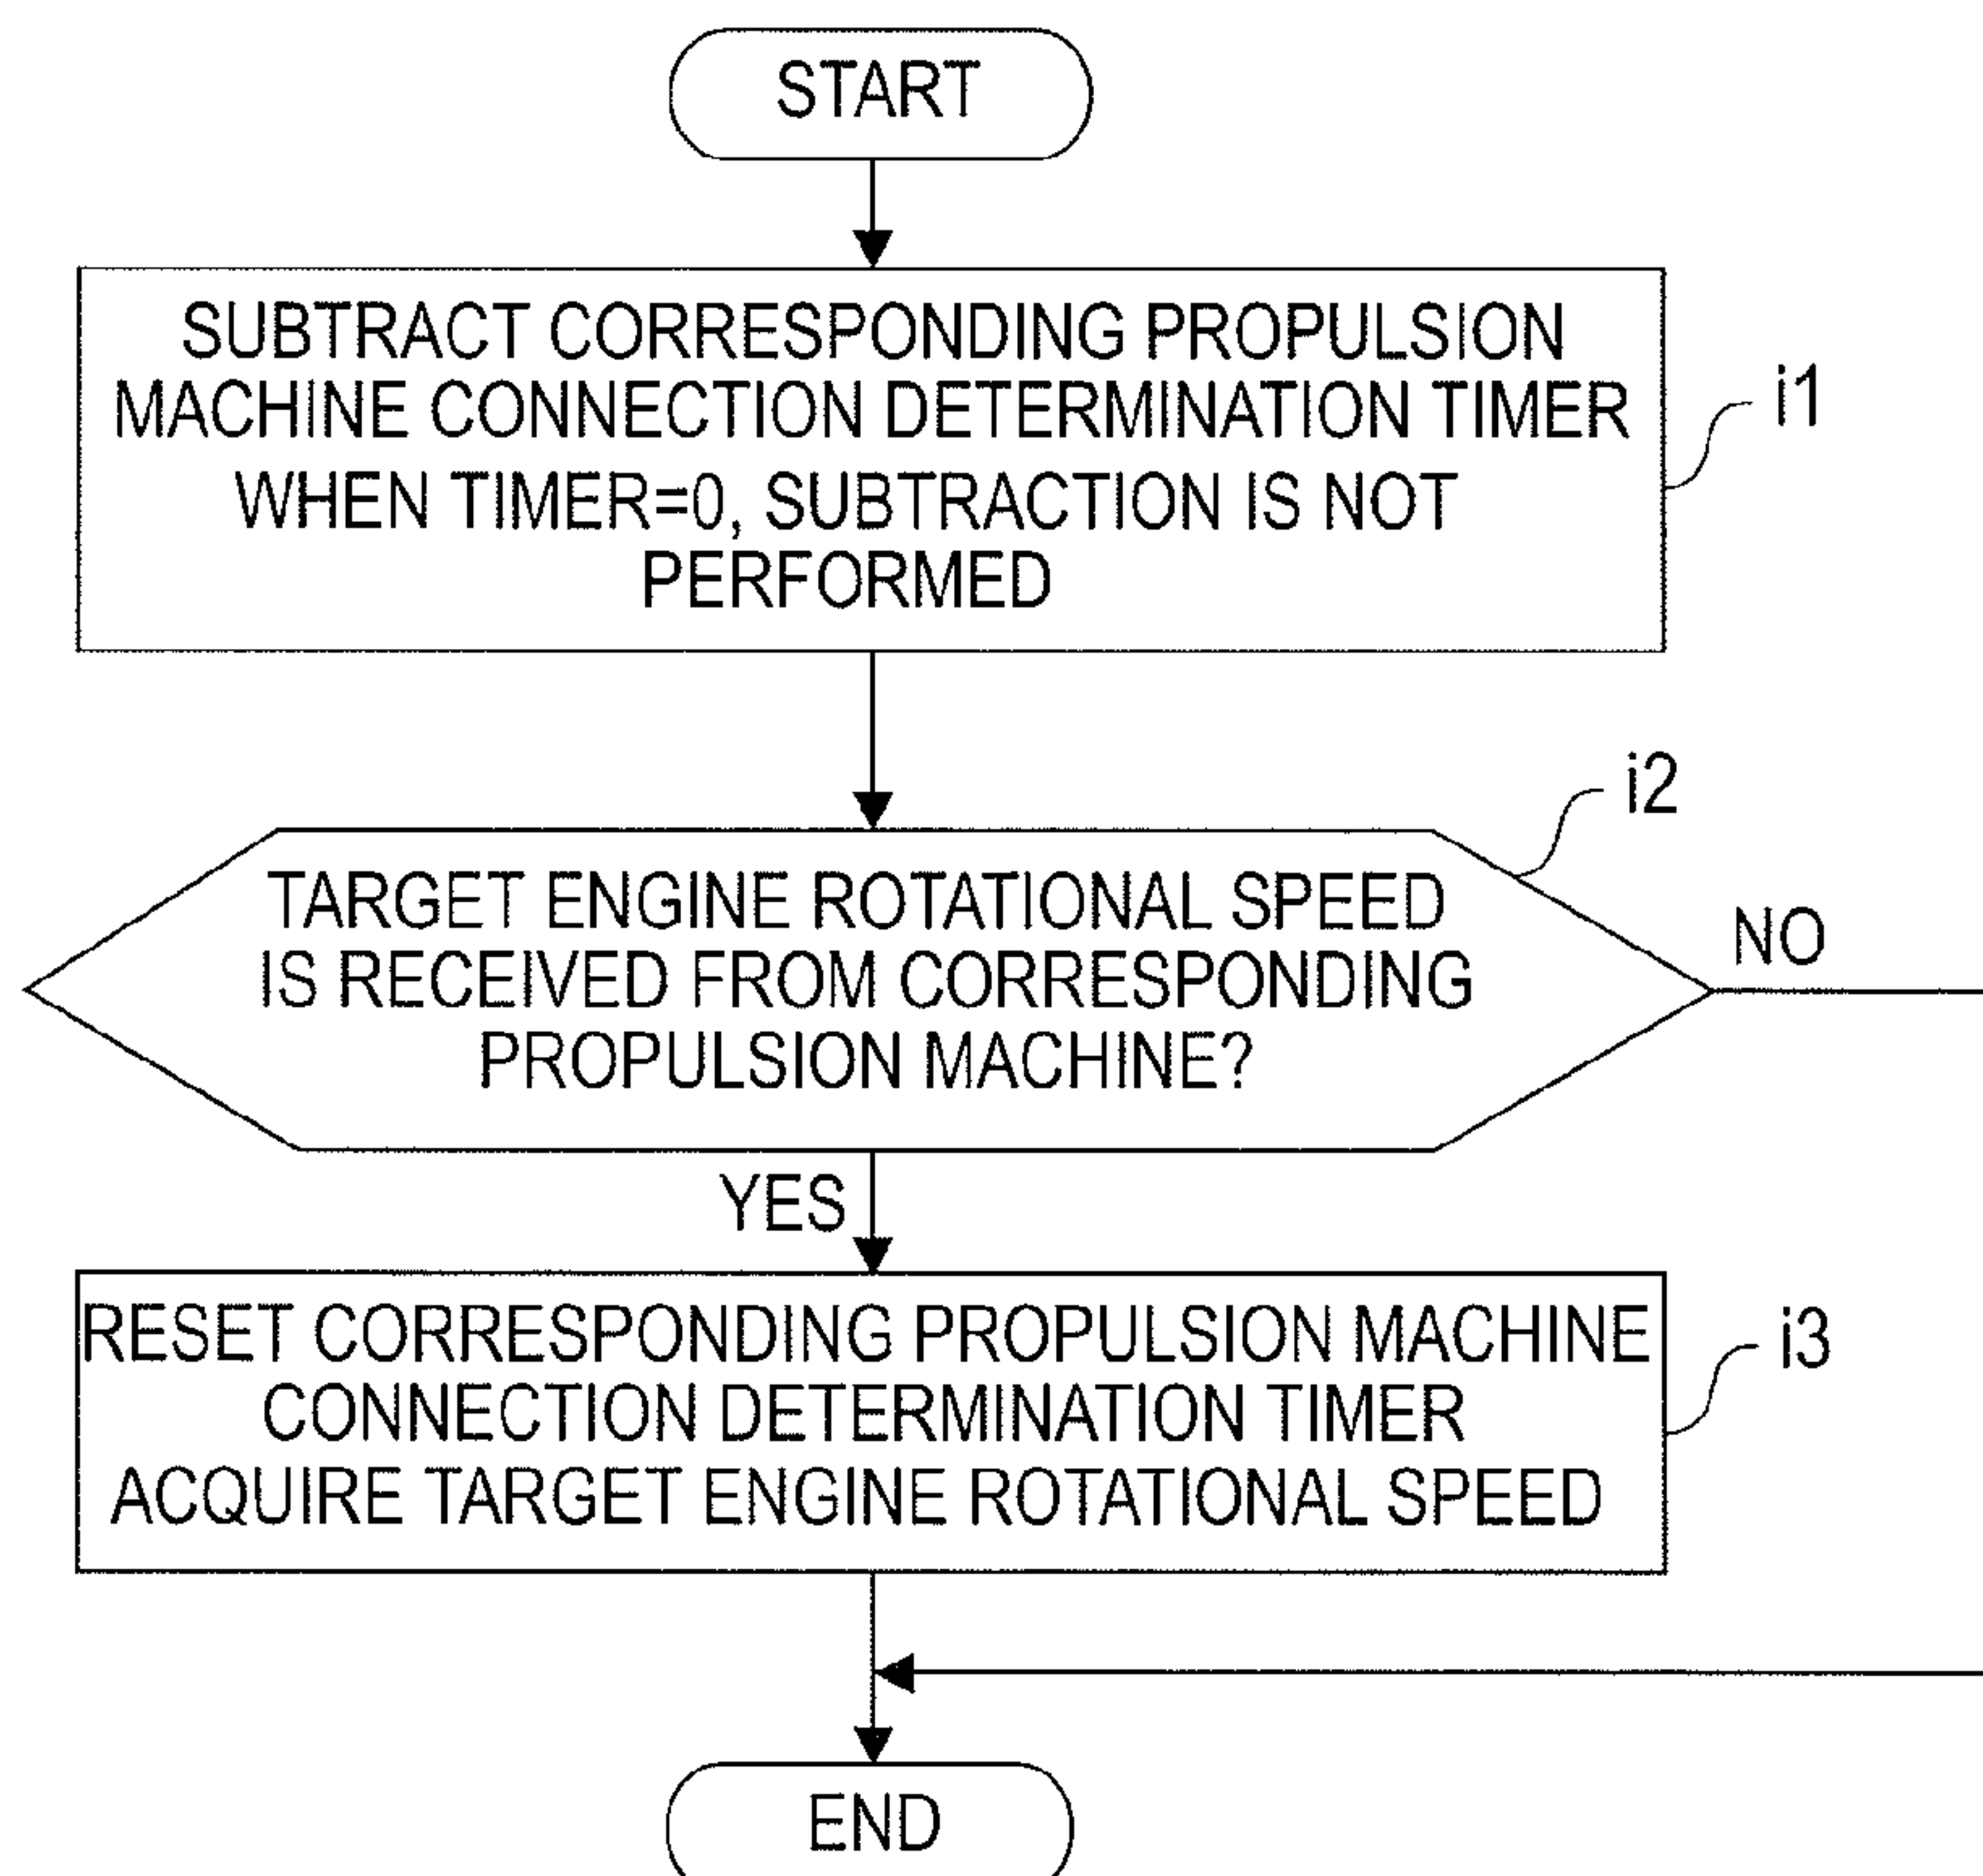 START
SUBTRACT CORRESPONDING PROPULSION
MACHINE CONNECTION DETERMINATION TIMER
WHEN TIMER=0, SUBTRACTION IS NOT
PERFORMED
i1
TARGET ENGINE ROTATIONAL SPEED
IS RECEIVED FROM CORRESPONDING
PROPULSION MACHINE?
i2
NO
YES
RESET CORRESPONDING PROPULSION MACHINE
CONNECTION DETERMINATION TIMER
ACQUIRE TARGET ENGINE ROTATIONAL SPEED
i3
END